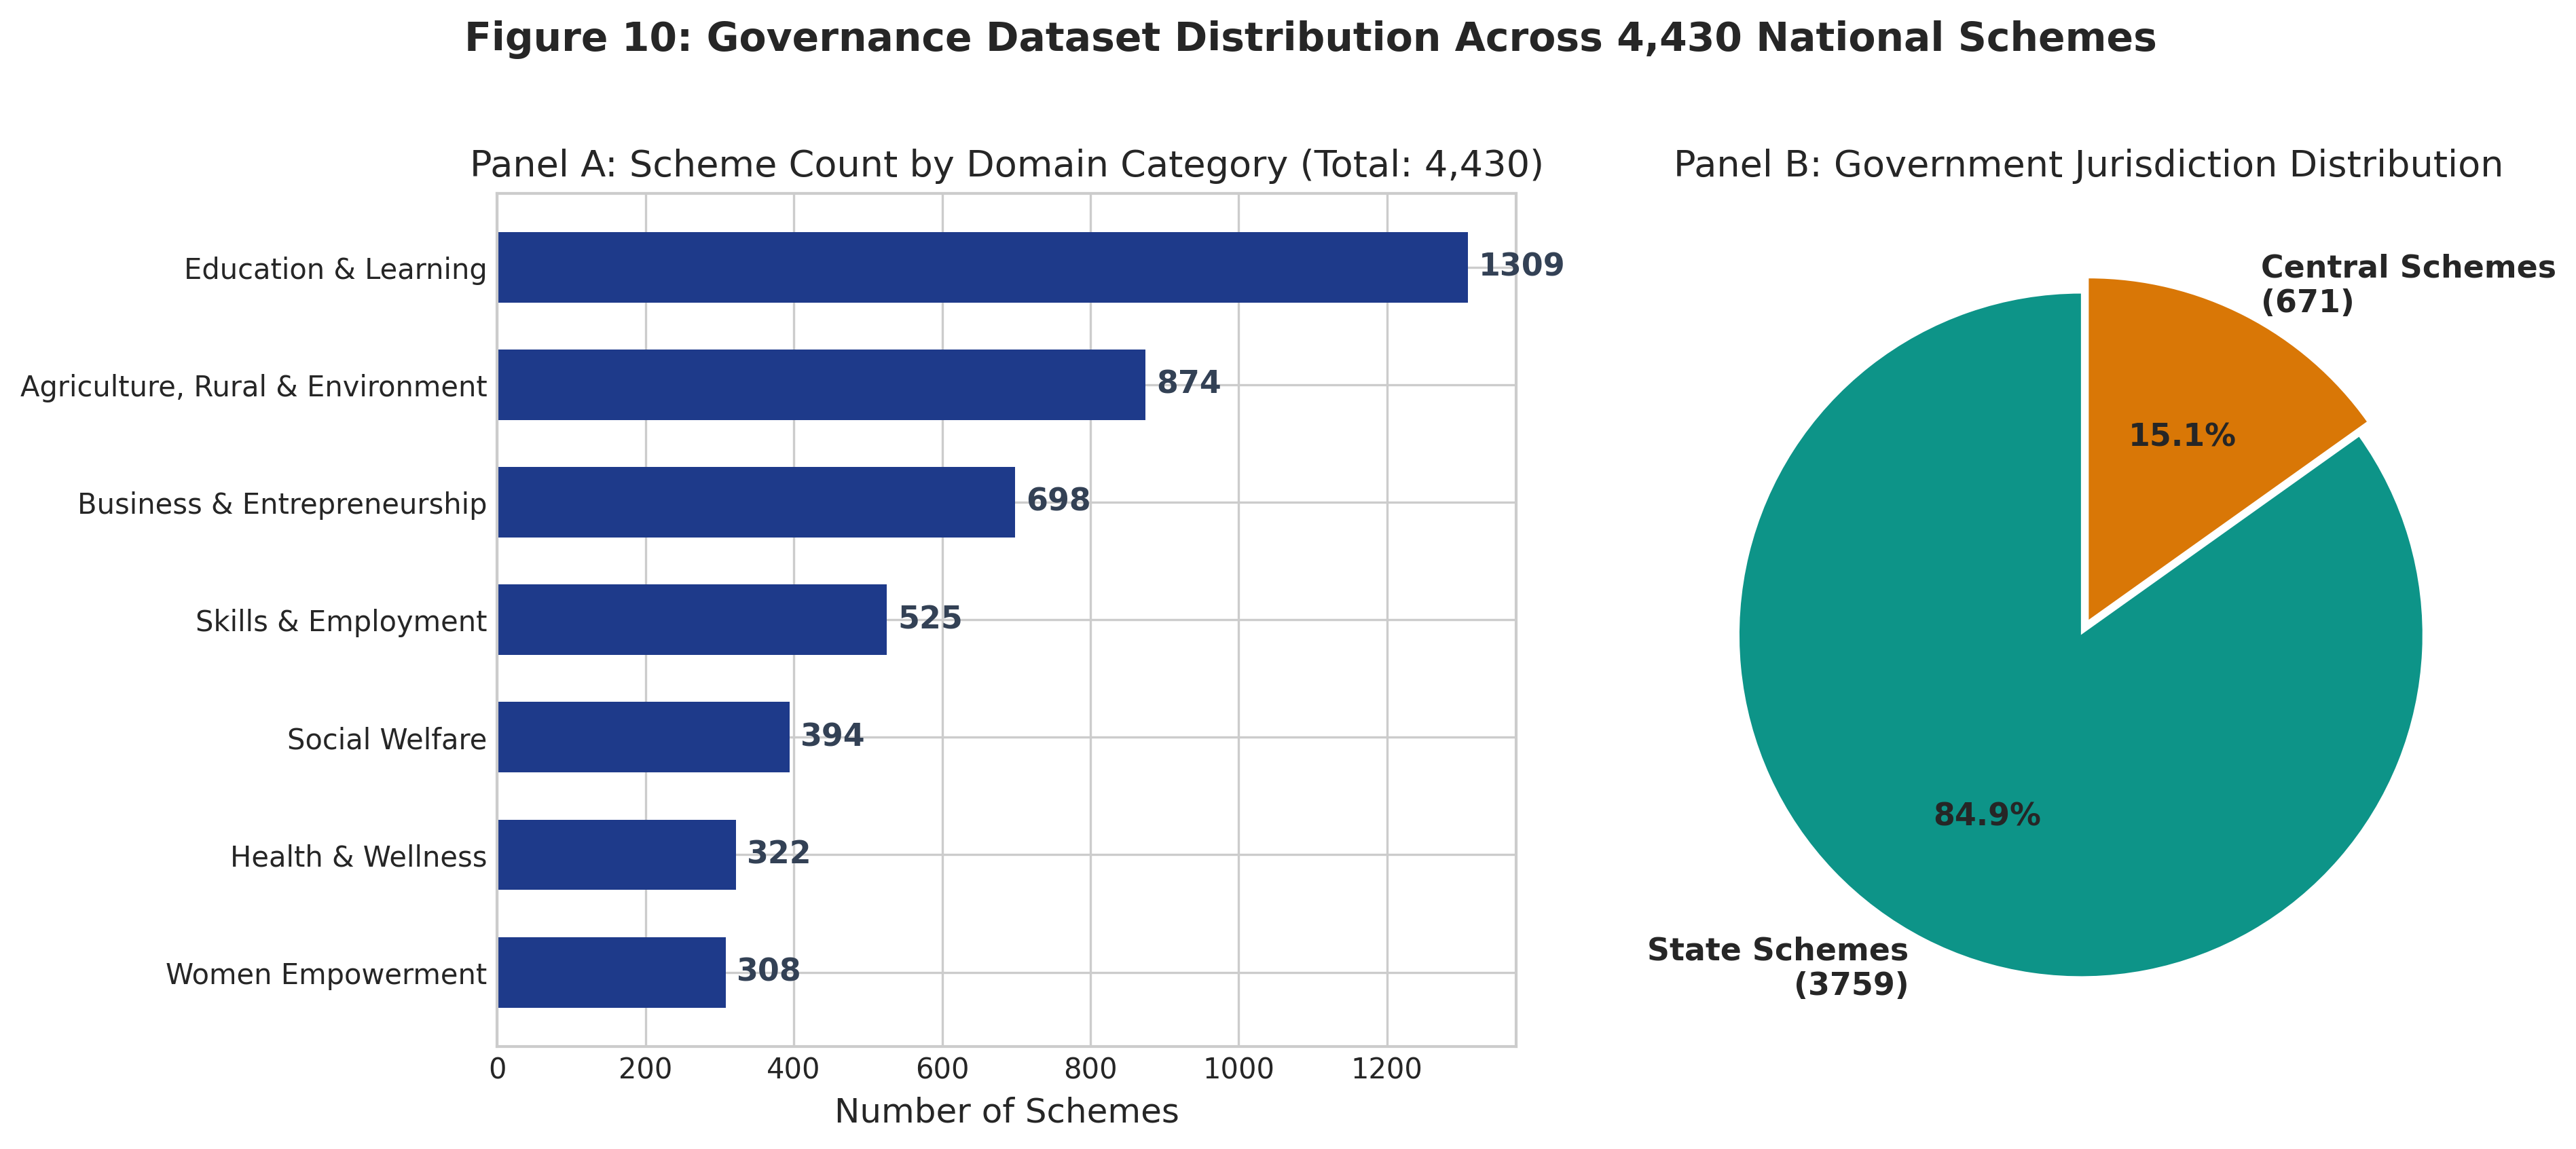 Figure 10: Governance Dataset Distribution Across 4,430 National Schemes
Panel A: Scheme Count by Domain Category (Total: 4,430)
Education & Learning
1309
Agriculture, Rural & Environment
874
Business & Entrepreneurship
698
Skills & Employment
525
Social Welfare
394
Health & Wellness
322
Women Empowerment
308
0 200 400 600 800 1000 1200
Number of Schemes
Panel B: Government Jurisdiction Distribution
Central Schemes
(671)
15.1%
84.9%
State Schemes
(3759)